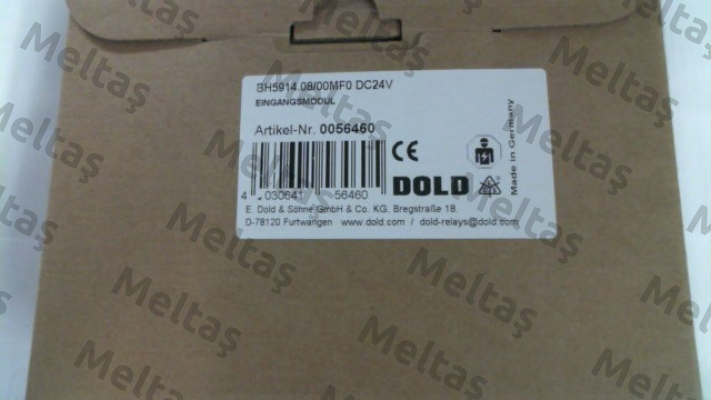 BH5914.08/00MF0 DC24V
EINGANGSMODUL
Artikel-Nr. 0056460
CE
4 030641 56460
DOLD
Made in Germany
E. Dold & Söhne GmbH & Co. KG. Bregstraße 18.
D-78120 Furtwangen www.dold.com / dold-relays@dold.com
Meltaş